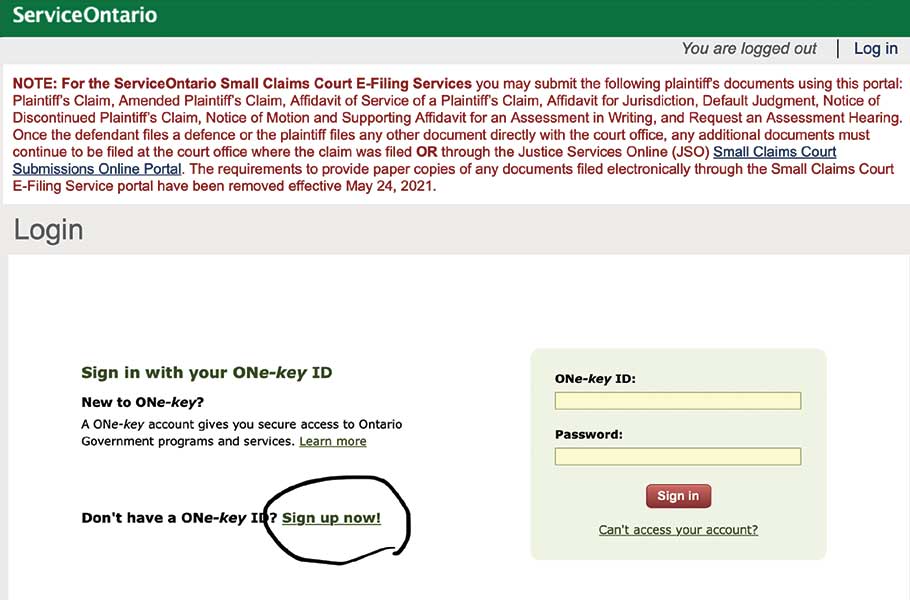 ServiceOntario
You are logged out | Log in
NOTE: For the ServiceOntario Small Claims Court E-Filing Services you may submit the following plaintiff's documents using this portal:
Plaintiff's Claim, Amended Plaintiff's Claim, Affidavit of Service of a Plaintiff's Claim, Affidavit for Jurisdiction, Default Judgment, Notice of
Discontinued Plaintiff's Claim, Notice of Motion and Supporting Affidavit for an Assessment in Writing, and Request an Assessment Hearing.
Once the defendant files a defence or the plaintiff files any other document directly with the court office, any additional documents must
continue to be filed at the court office where the claim was filed OR through the Justice Services Online (JSO) Small Claims Court
Submissions Online Portal. The requirements to provide paper copies of any documents filed electronically through the Small Claims Court
E-Filing Service portal have been removed effective May 24, 2021.
Login
Sign in with your ONe-key ID
New to ONe-key?
A ONe-key account gives you secure access to Ontario
Government programs and services. Learn more
Don't have a ONe-key ID? Sign up now!
ONe-key ID:
Password:
Sign in
Can't access your account?